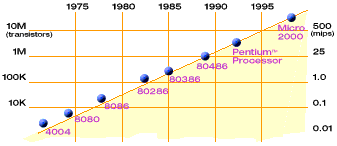 1975 1980 1985 1990 1995
10M 500
(transistors) (mips)
Micro
2000
1M 25
Pentium™
Processor
80486
100K 1.0
80386
80286
10K 0.1
8086
8080
4004 0.01